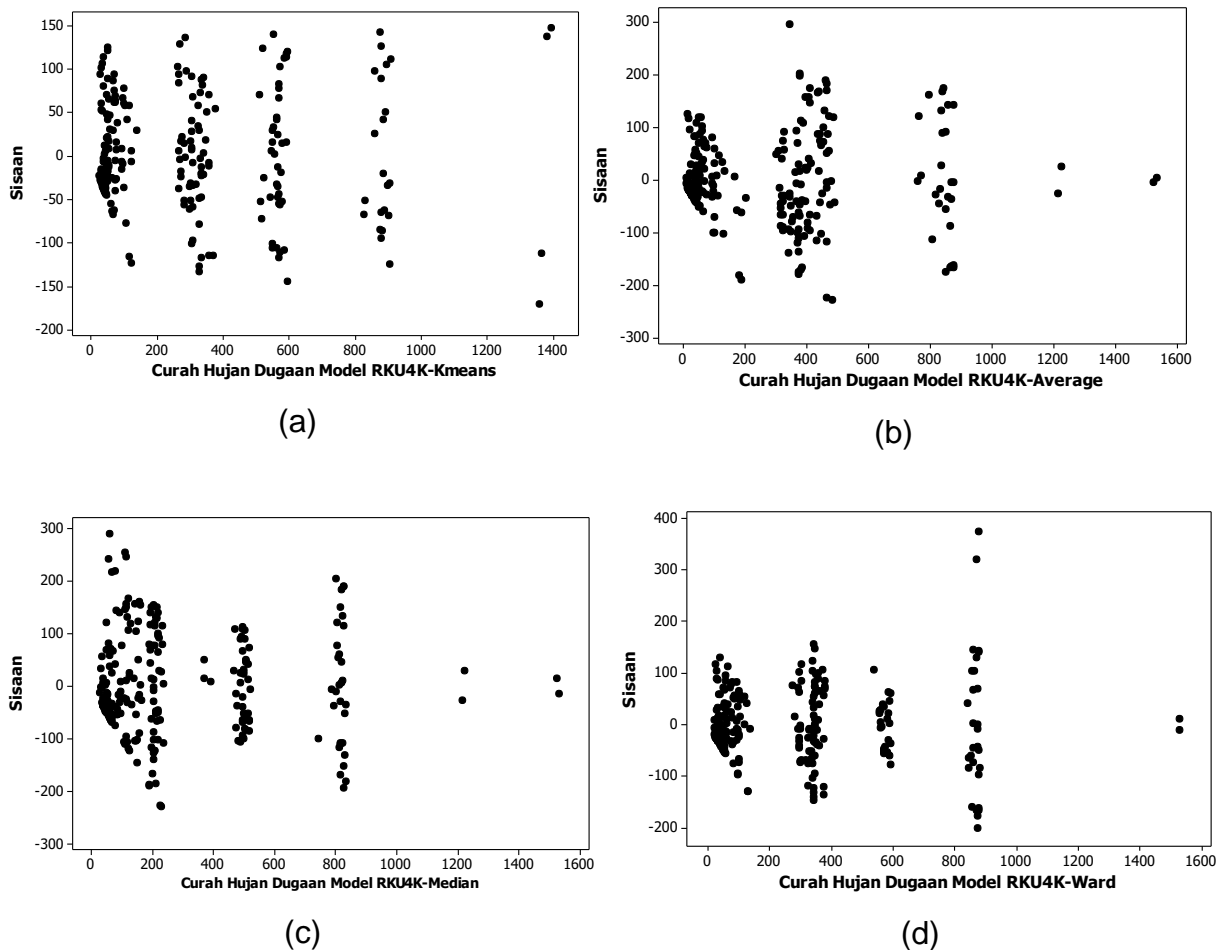 150
100
50
0
-50
-100
-150
-200
Sisaan
0 200 400 600 800 1000 1200 1400
Curah Hujan Dugaan Model RKU4K-Kmeans
(a)
300
200
100
0
-100
-200
-300
Sisaan
0 200 400 600 800 1000 1200 1400 1600
Curah Hujan Dugaan Model RKU4K-Average
(b)
300
200
100
0
-100
-200
-300
Sisaan
0 200 400 600 800 1000 1200 1400 1600
Curah Hujan Dugaan Model RKU4K-Median
(c)
400
300
200
100
0
-100
-200
Sisaan
0 200 400 600 800 1000 1200 1400 1600
Curah Hujan Dugaan Model RKU4K-Ward
(d)